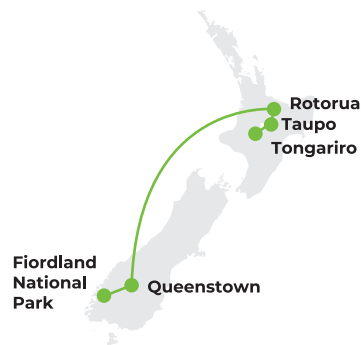 Rotorua
Taupo
Tongariro
Fiordland
National
Park
Queenstown